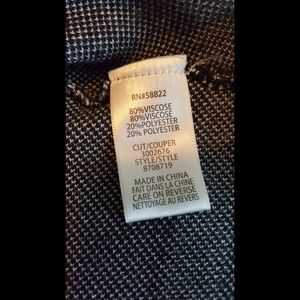 RN#58822
80%VISCOSE
80%VISCOSE
20%POLYESTER
20% POLYESTER
CUT/COUPER
3002676
STYLE/STYLE
8708719
MADE IN CHINA
FAIT DANS LA CHINE
CARE ON REVERSE
NETTOYAGE AU REVERS